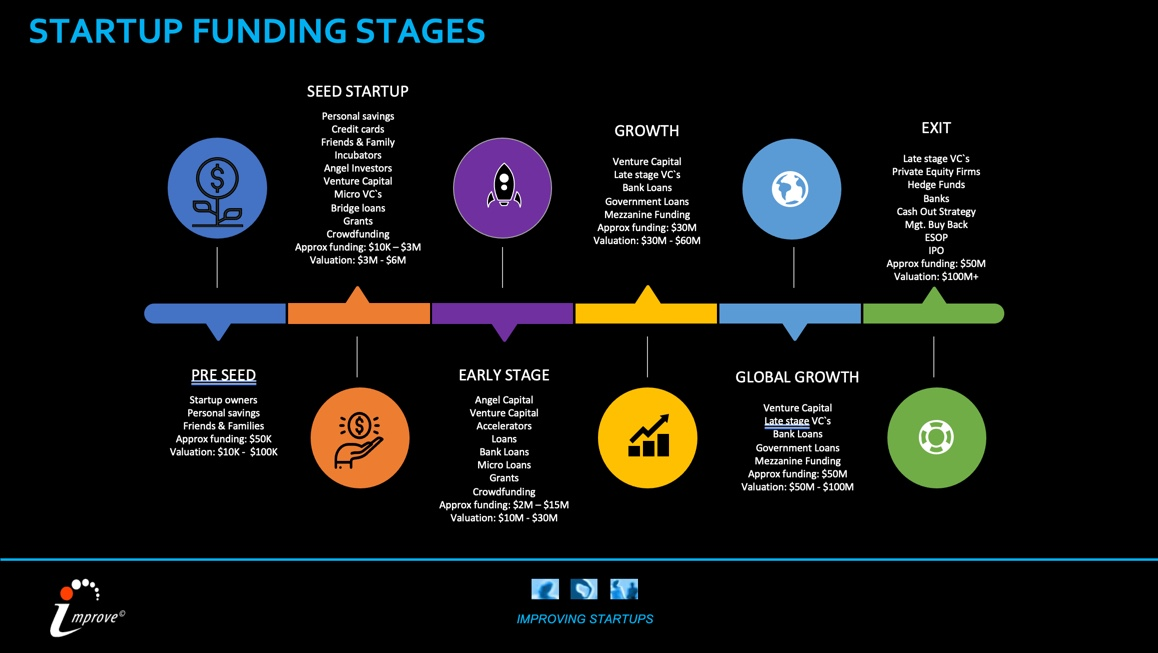 STARTUP FUNDING STAGES
PRE SEED
Startup owners
Personal savings
Friends & Families
Approx funding: $50K
Valuation: $10K - $100K
SEED STARTUP
Personal savings
Credit cards
Friends & Family
Incubators
Angel Investors
Venture Capital
Micro VC`s
Bridge loans
Grants
Crowdfunding
Approx funding: $10K – $3M
Valuation: $3M - $6M
EARLY STAGE
Angel Capital
Venture Capital
Accelerators
Loans
Bank Loans
Micro Loans
Grants
Crowdfunding
Approx funding: $2M – $15M
Valuation: $10M - $30M
GROWTH
Venture Capital
Late stage VC`s
Bank Loans
Government Loans
Mezzanine Funding
Approx funding: $30M
Valuation: $30M - $60M
GLOBAL GROWTH
Venture Capital
Late stage VC`s
Bank Loans
Government Loans
Mezzanine Funding
Approx funding: $50M
Valuation: $50M - $100M
EXIT
Late stage VC`s
Private Equity Firms
Hedge Funds
Banks
Cash Out Strategy
Mgt. Buy Back
ESOP
IPO
Approx funding: $50M
Valuation: $100M+
$
$
improve©
IMPROVING STARTUPS